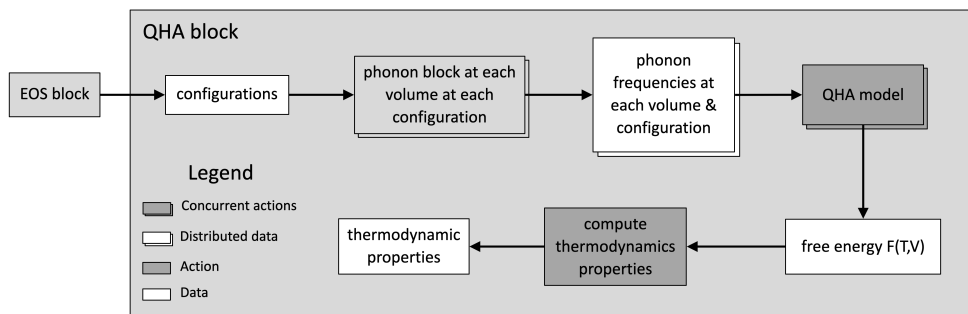 QHA block
EOS block
configurations
phonon block at each
volume at each
configuration
phonon
frequencies at
each volume &
configuration
QHA model
Legend
Concurrent actions
Distributed data
Action
Data
thermodynamic
properties
compute
thermodynamics
properties
free energy F(T,V)